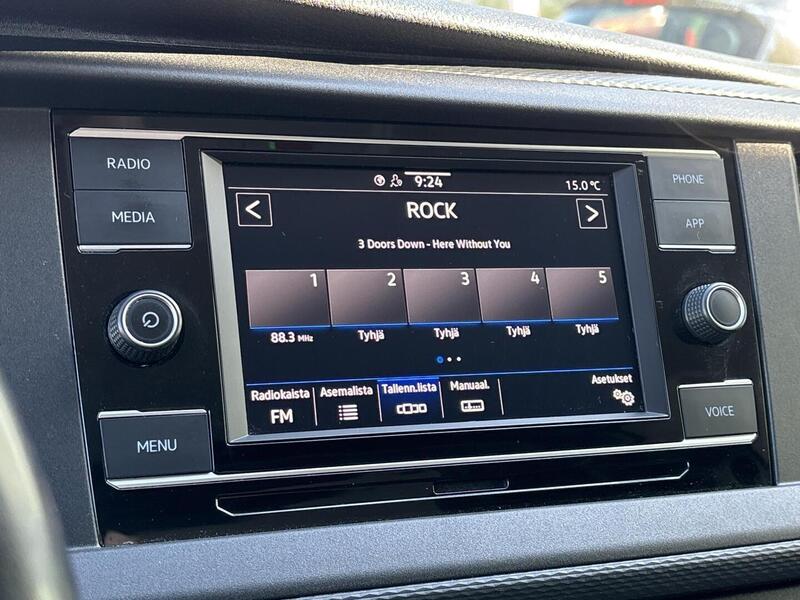 RADIO
MEDIA
MENU
9:24
15.0 °C
<
ROCK
>
3 Doors Down - Here Without You
1 2 3 4 5
88.3 MHz Tyhjä Tyhjä Tyhjä Tyhjä
Radiokaista Asemalista Tallenn.lista Manuaal. Asetukset
FM
PHONE
APP
VOICE